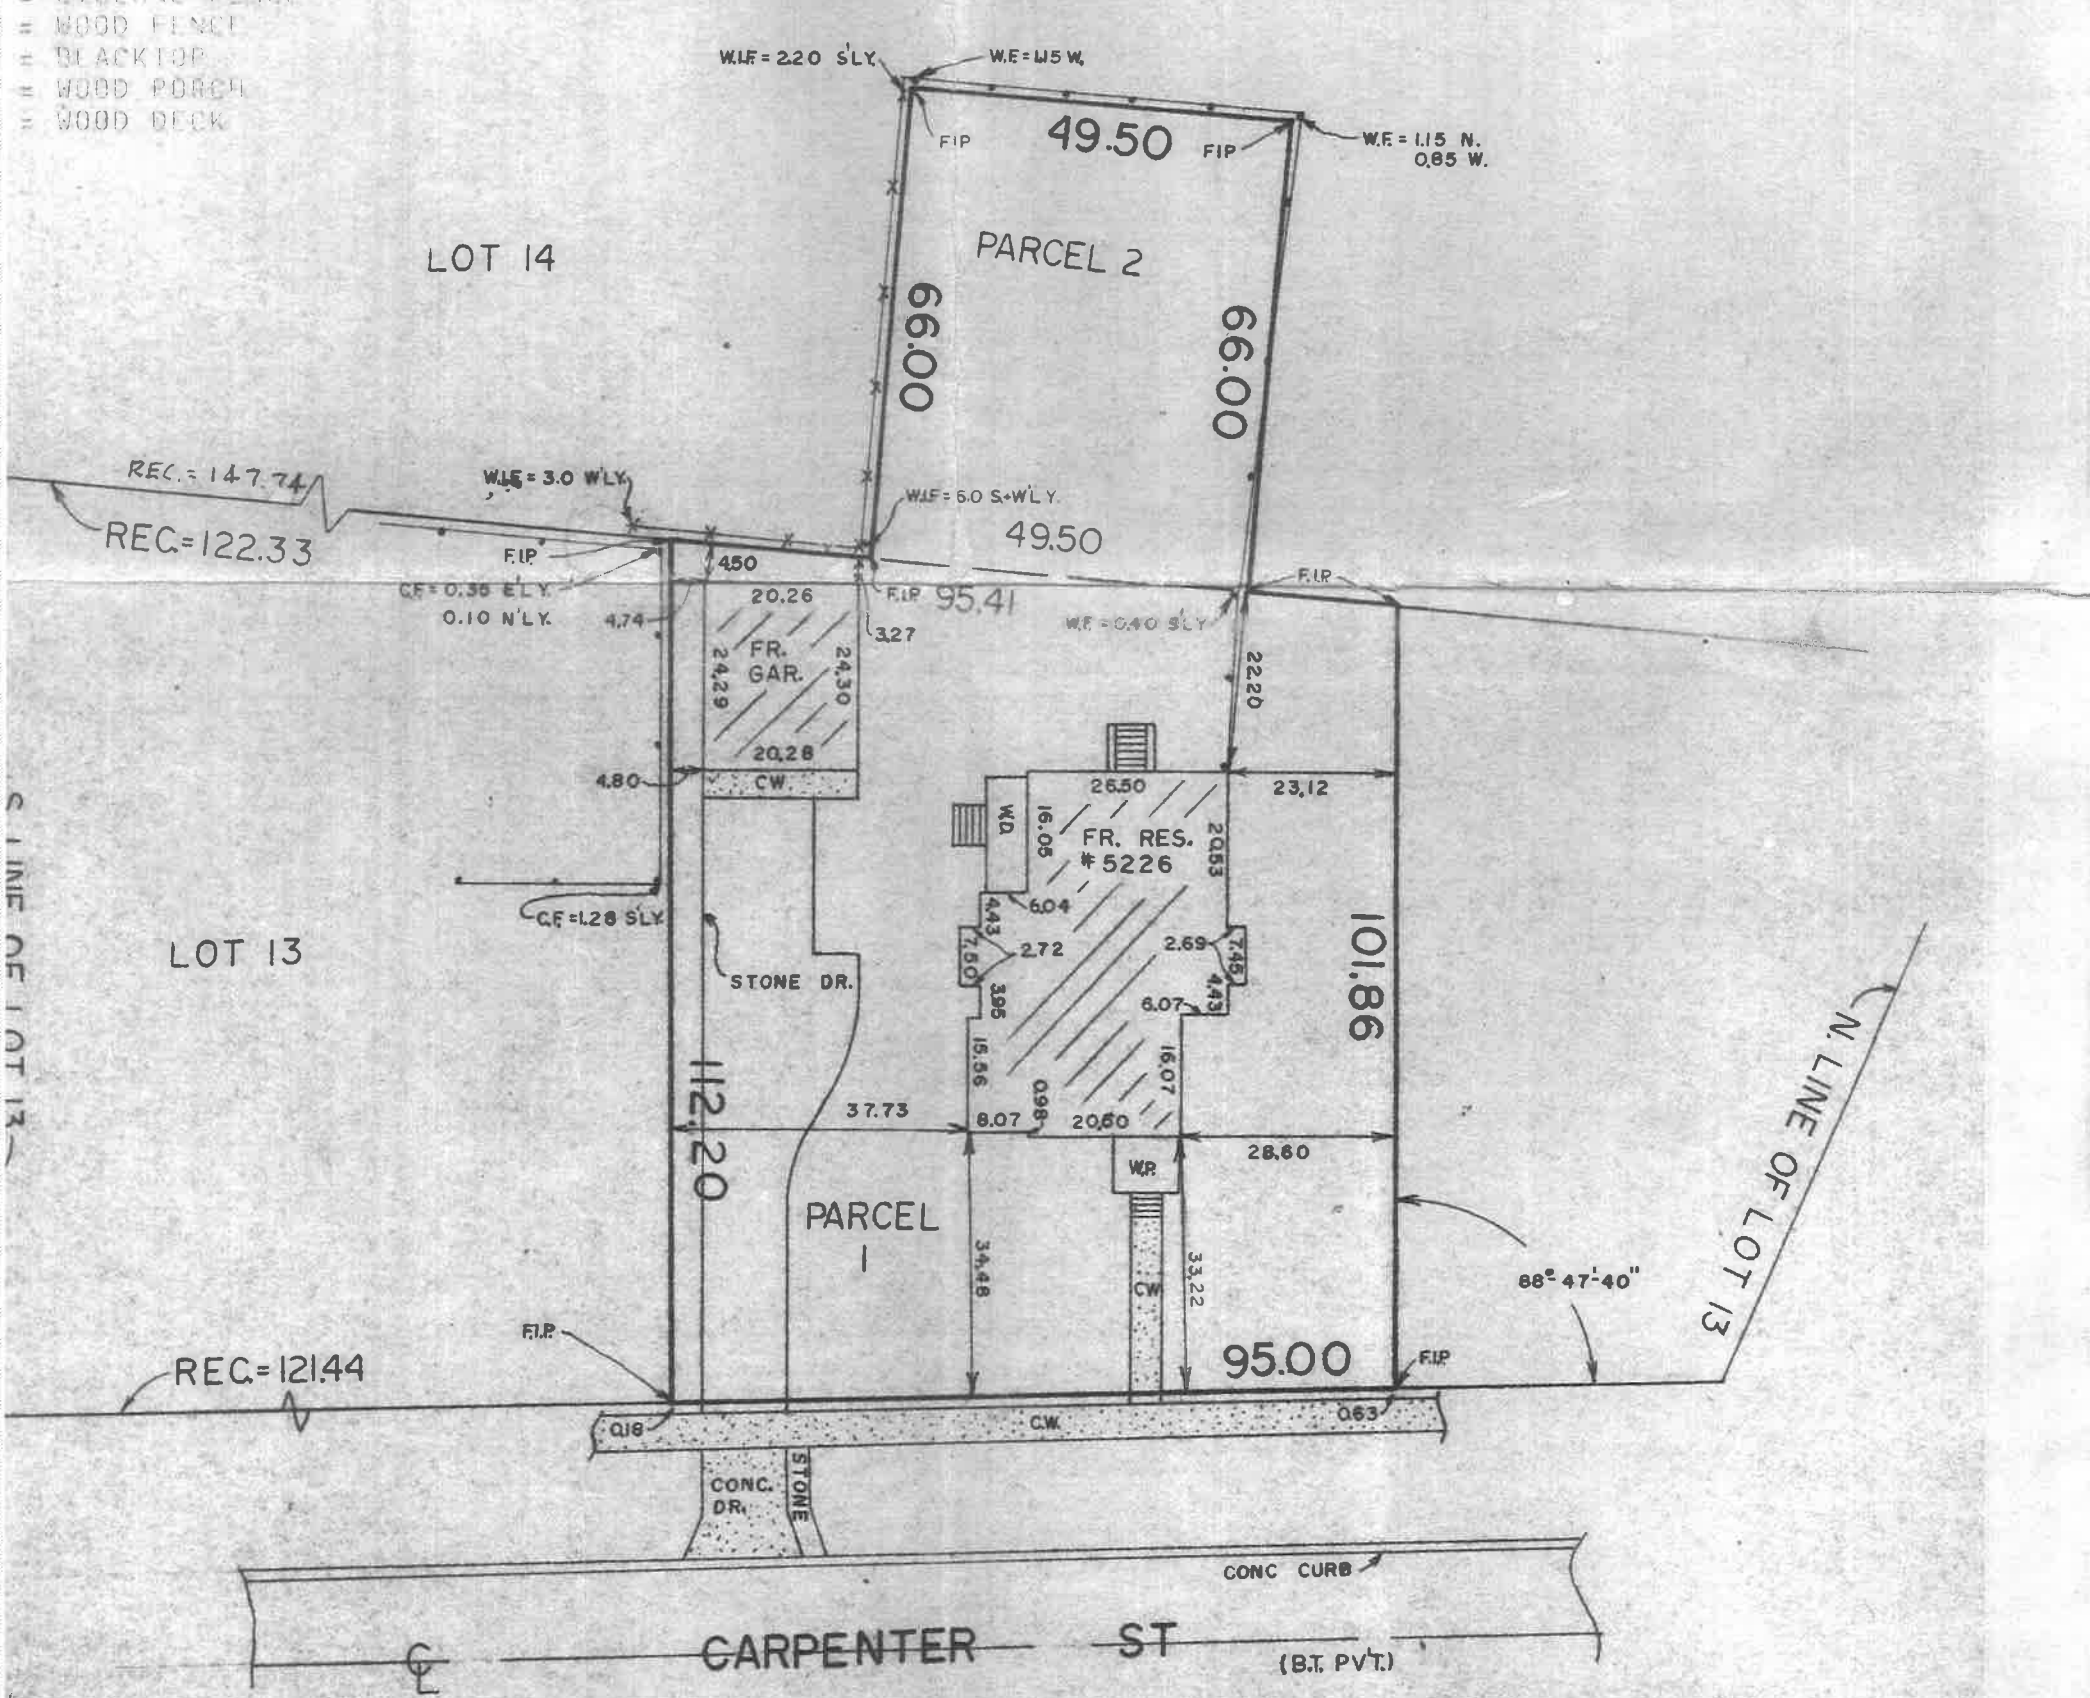 = WOOD FENCE
= BLACKTOP
= WOOD PORCH
= WOOD DECK
W.I.F. = 2.20 S'LY.
W.F. = 1.15 W.
F.I.P.
49.50
F.I.P.
W.F. = 1.15 N.
0.85 W.
LOT 14
PARCEL 2
66.00
66.00
REC. = 147.74
REC. = 122.33
W.I.F. = 3.0 W'LY.
W.I.F. = 6.0 S.+W'LY.
49.50
F.I.P.
4.50
C.F. = 0.36 E'LY.
0.10 N'LY.
4.74
20.26
F.I.P.
95.41
3.27
W.F. = 0.40 S'LY.
F.I.P.
FR.
GAR.
24.29
24.30
20.28
22.20
4.80
C.W.
26.50
23.12
W.D.
16.05
FR. RES.
# 5226
20.53
6.04
4.43
C.F. = 1.28 S'LY.
7.50
2.72
2.69
7.45
101.86
LOT 13
S. LINE OF LOT 13
STONE DR.
3.95
6.07
4.43
N. LINE OF LOT 13
15.56
16.07
112.20
37.73
8.07
0.98
20.60
28.60
W.P.
PARCEL
1
34.48
33.22
C.W.
88°-47'-40"
F.I.P.
95.00
F.I.P.
REC. = 121.44
0.18
C.W.
0.63
CONC.
DR.
STONE
CONC CURB
CARPENTER ST
(B.T. PV'T.)